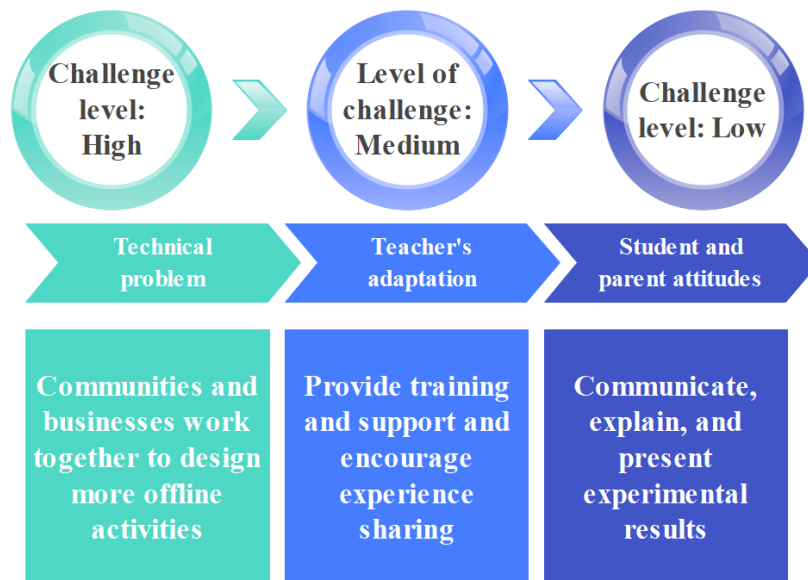 Challenge
level:
High
Level of
challenge:
Medium
Challenge
level: Low
Technical
problem
Teacher's
adaptation
Student and
parent attitudes
Communities and
businesses work
together to design
more offline
activities
Provide training
and support and
encourage
experience
sharing
Communicate,
explain, and
present
experimental
results